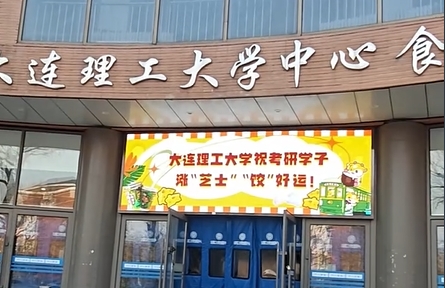 大连理工大学中心食
大连理工大学祝考研学子
涨“芝士”“饺”好运！